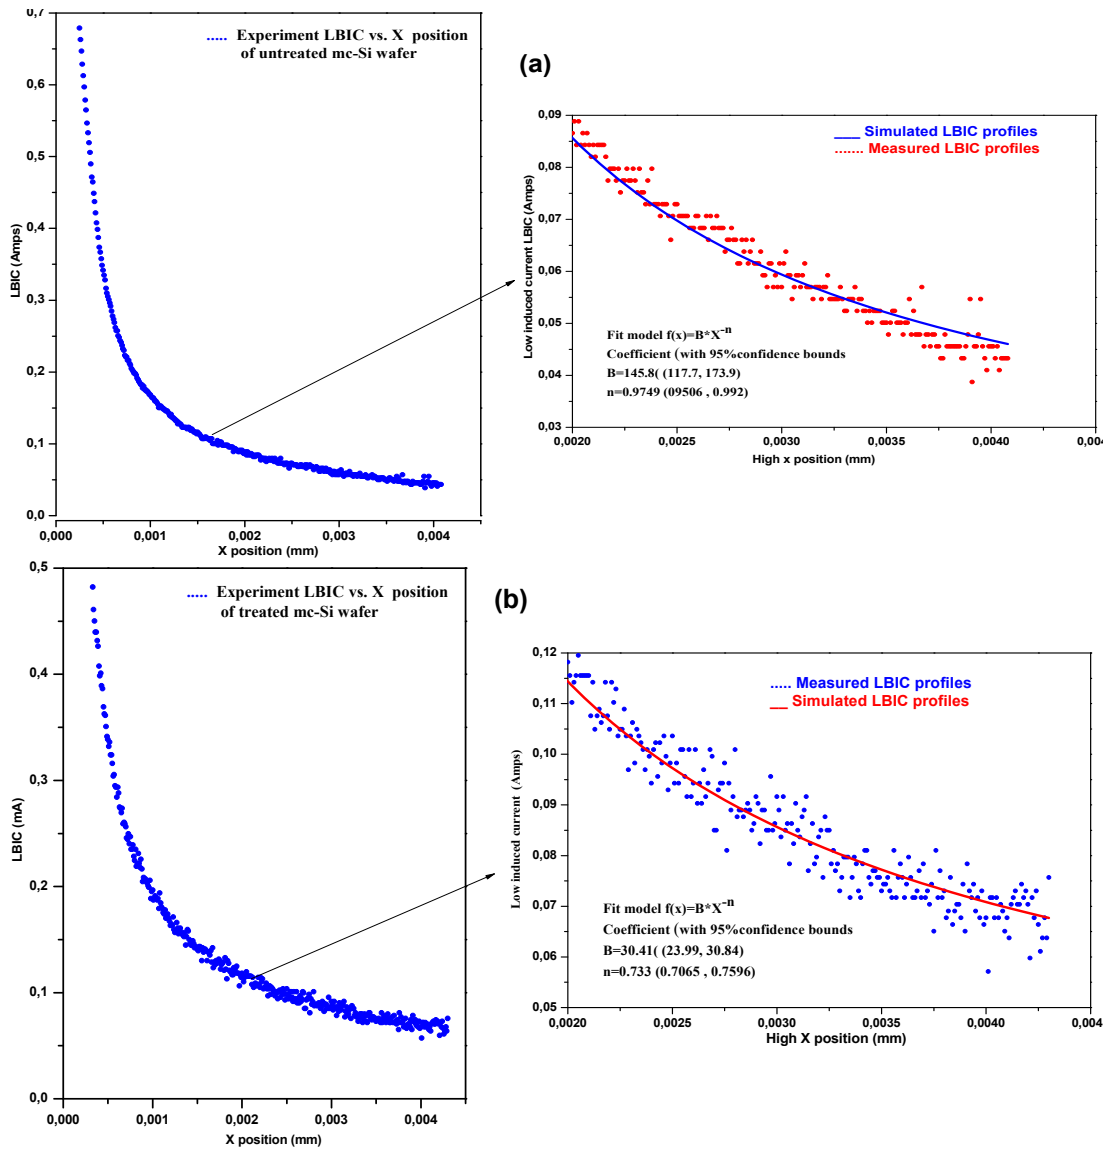 0,7
0,6
0,5
0,4
0,3
0,2
0,1
0,0
LBIC (Amps)
..... Experiment LBIC vs. X position
of untreated mc-Si wafer
0,000 0,001 0,002 0,003 0,004
X position (mm)
(a)
0,09
0,08
0,07
0,06
0,05
0,04
0,03
Low induced current LBIC (Amps)
___ Simulated LBIC profiles
....... Measured LBIC profiles
Fit model f(x)=B*X-n
Coefficient (with 95%confidence bounds
B=145.8( (117.7, 173.9)
n=0.9749 (09506 , 0.992)
0,0020 0,0025 0,0030 0,0035 0,0040 0,004
High x position (mm)
0,5
0,4
0,3
0,2
0,1
0,0
LBIC (mA)
..... Experiment LBIC vs. X position
of treated mc-Si wafer
0,000 0,001 0,002 0,003 0,004
X position (mm)
(b)
0,12
0,10
0,09
0,08
0,07
0,06
0,05
Low induced current (Amps)
..... Measured LBIC profiles
__ Simulated LBIC profiles
Fit model f(x)=B*X-n
Coefficient (with 95%confidence bounds
B=30.41( (23.99, 30.84)
n=0.733 (0.7065 , 0.7596)
0,0020 0,0025 0,0030 0,0035 0,0040 0,004
High X position (mm)